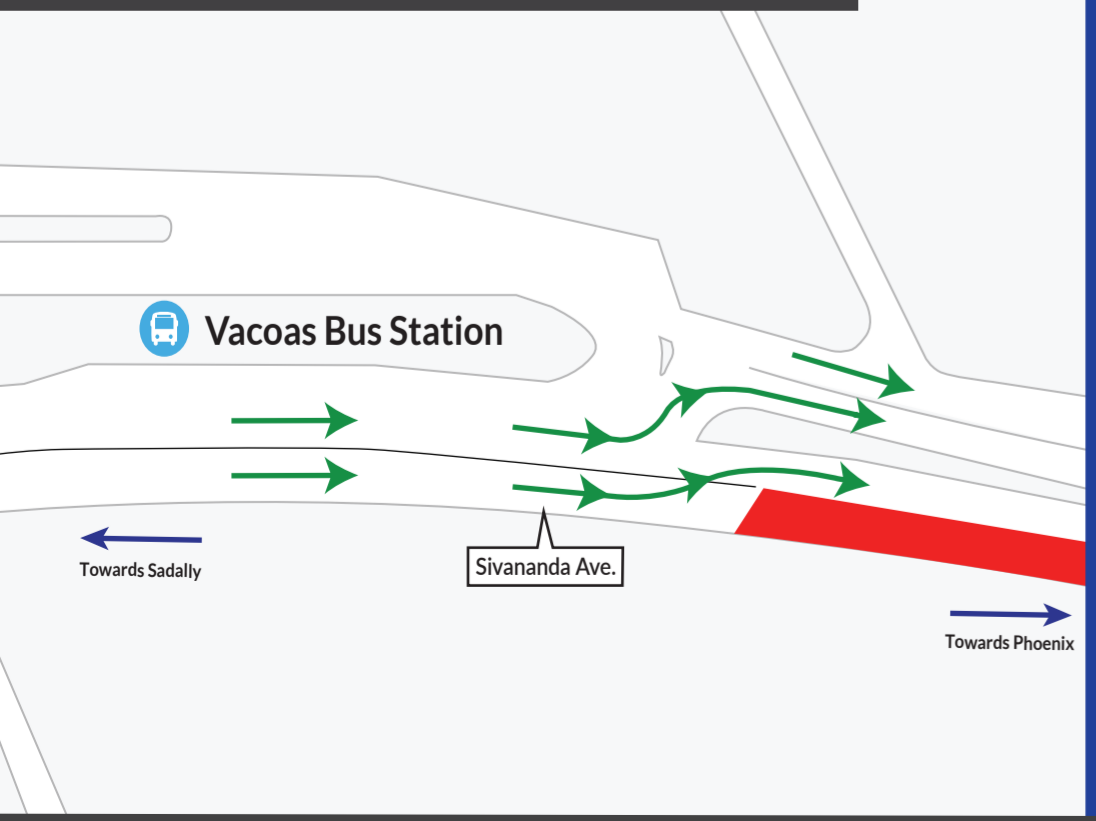 Vacoas Bus Station
Sivananda Ave.
Towards Sadally
Towards Phoenix